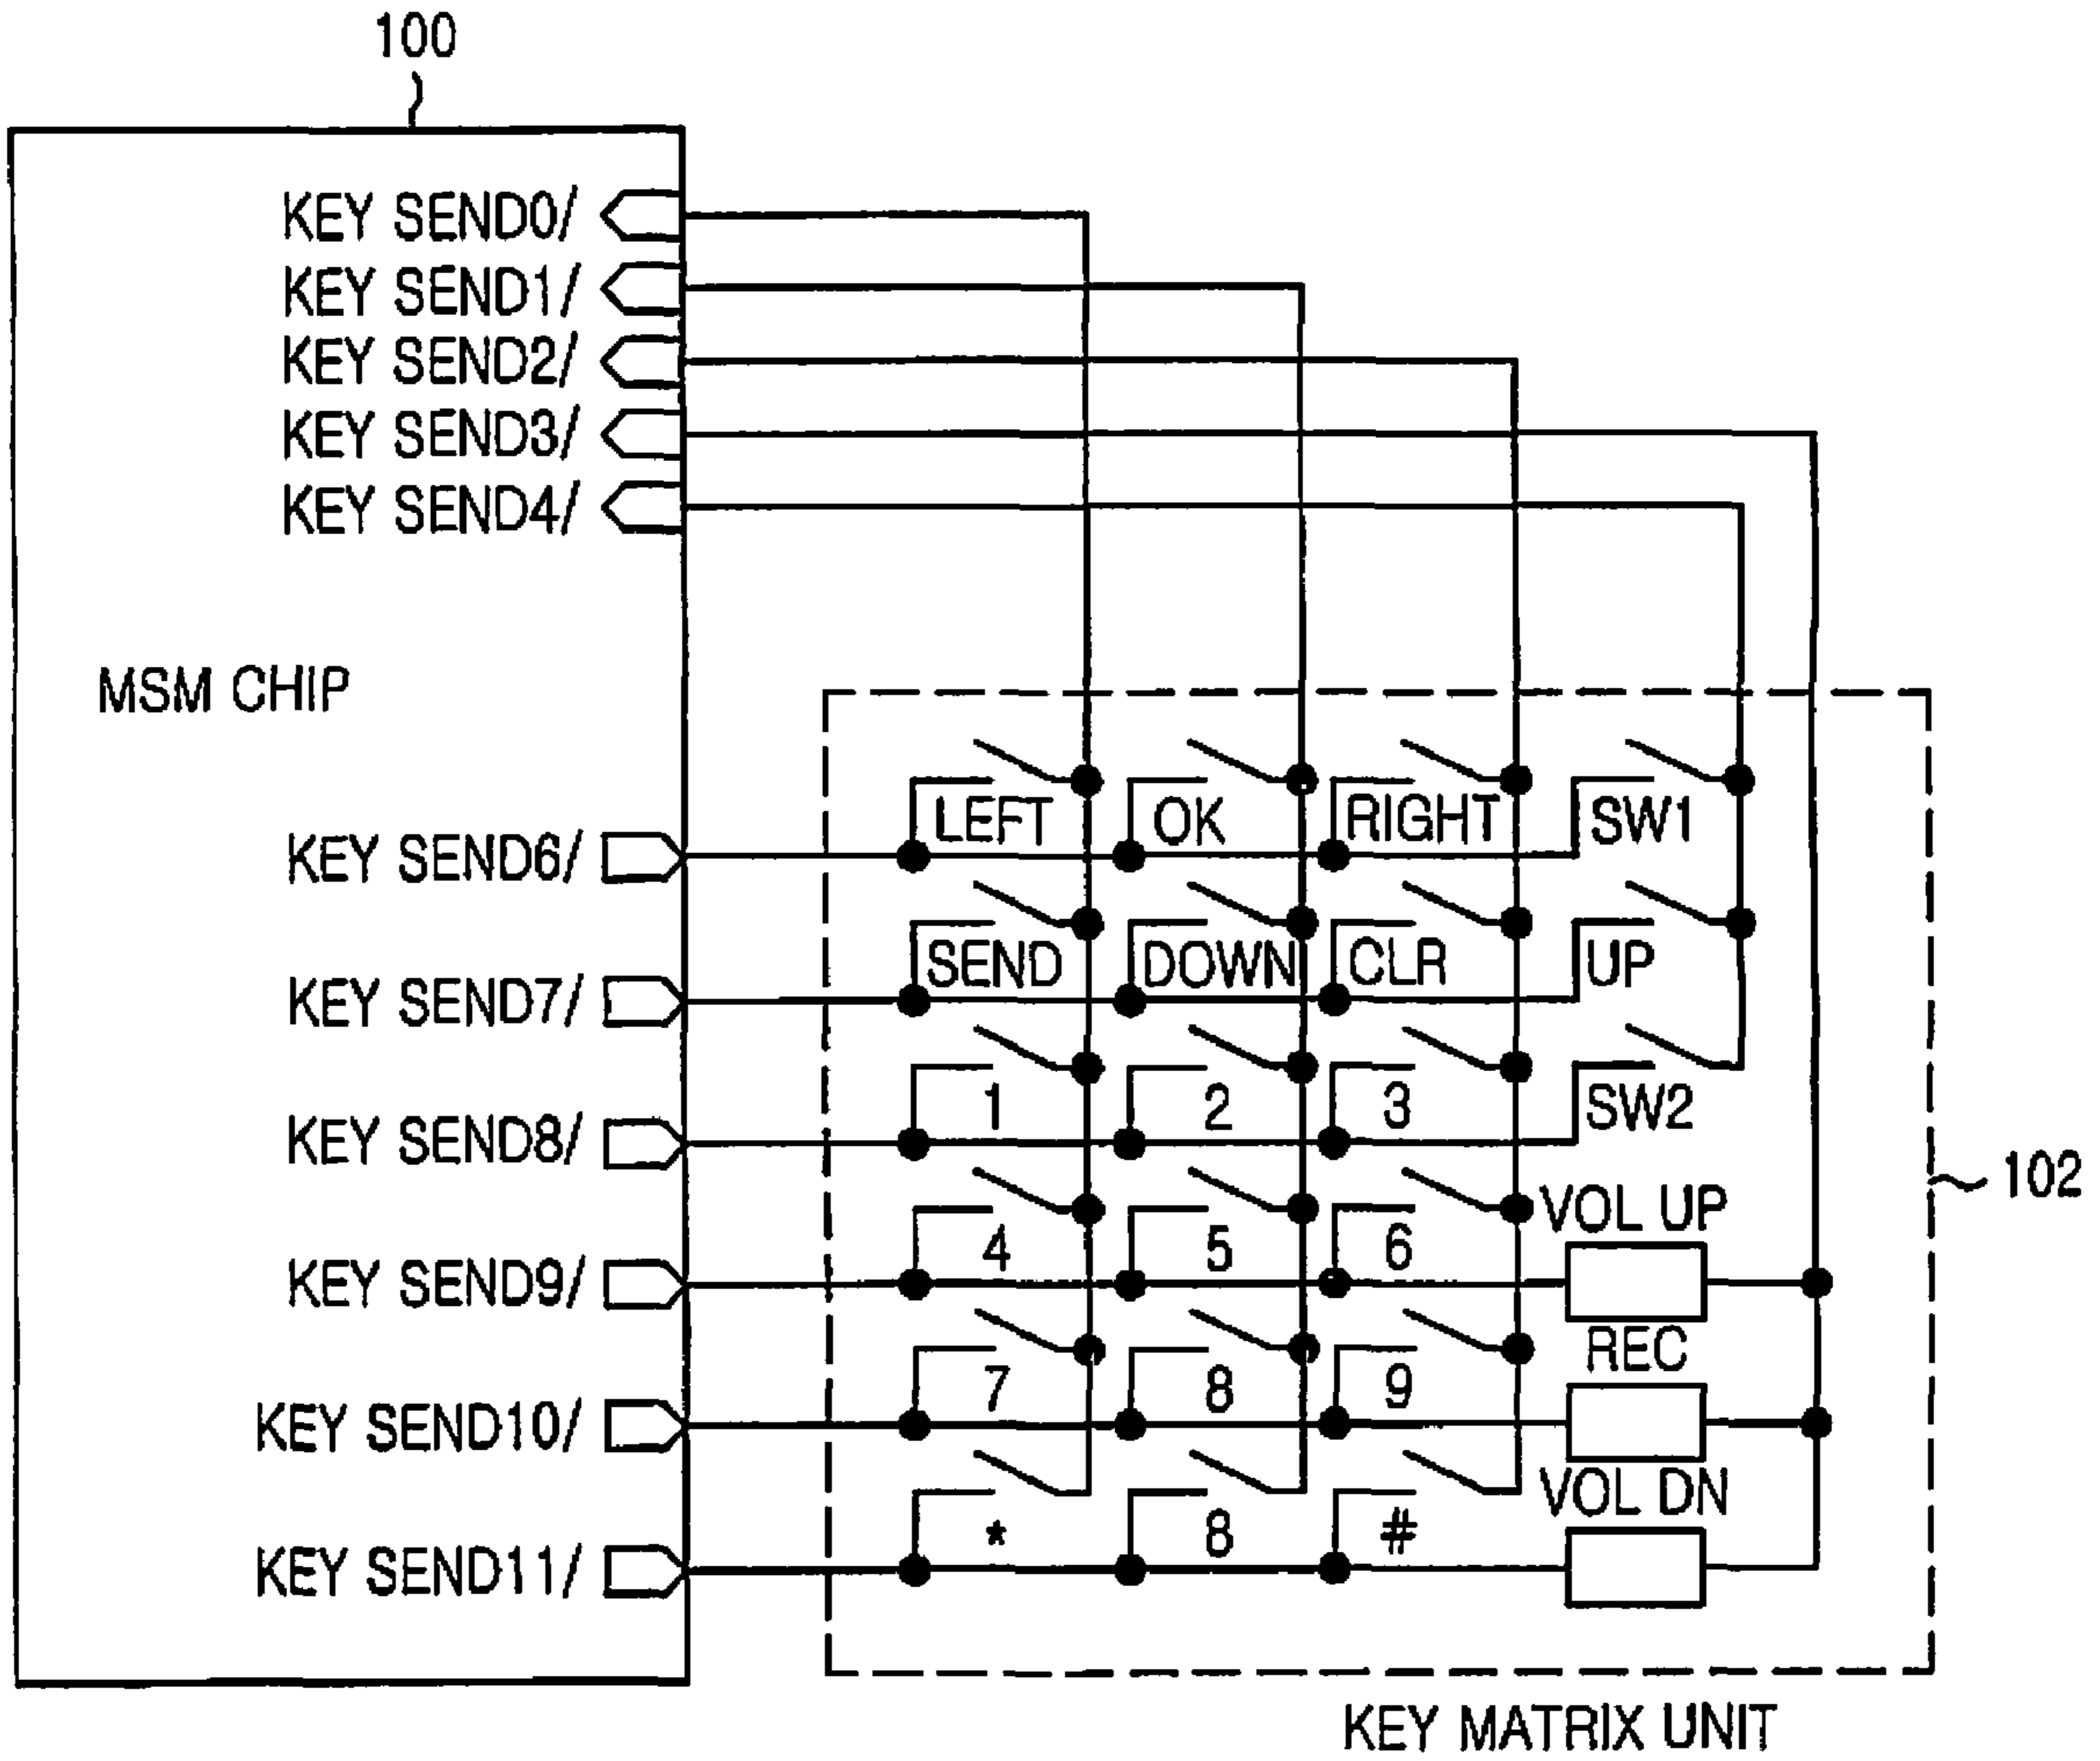 100
KEY SEND0/
KEY SEND1/
KEY SEND2/
KEY SEND3/
KEY SEND4/
MSM CHIP
LEFT OK RIGHT SW1
KEY SEND6/
SEND DOWN CLR UP
KEY SEND7/
1 2 3 SW2
KEY SEND8/
102
VOL UP
4 5 6
KEY SEND9/
REC
7 8 9
KEY SEND10/
VOL DN
* 8 #
KEY SEND11/
KEY MATRIX UNIT